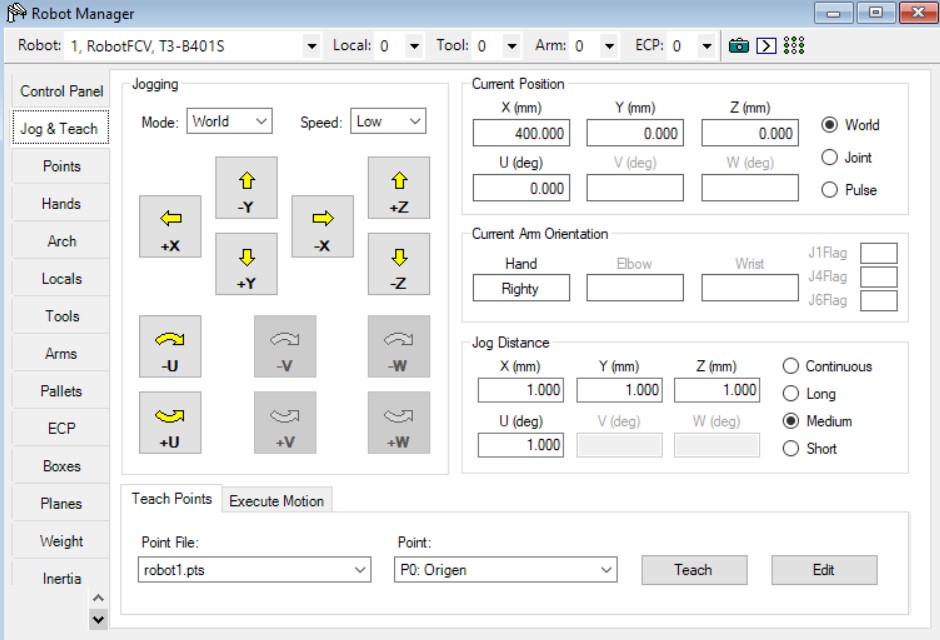 Robot Manager
Robot: 1, RobotFCV, T3-B401S Local: 0 Tool: 0 Arm: 0 ECP: 0
Control Panel
Jog & Teach
Points
Hands
Arch
Locals
Tools
Arms
Pallets
ECP
Boxes
Planes
Weight
Inertia
Jogging
Mode: World Speed: Low
-Y
+Z
+X
-X
+Y
-Z
-U
-V
-W
+U
+V
+W
Current Position
X (mm) Y (mm) Z (mm)
400.000 0.000 0.000
U (deg) V (deg) W (deg)
0.000
World
Joint
Pulse
Current Arm Orientation
Hand Elbow Wrist
Righty
J1Flag
J4Flag
J6Flag
Jog Distance
X (mm) Y (mm) Z (mm)
1.000 1.000 1.000
U (deg) V (deg) W (deg)
1.000
Continuous
Long
Medium
Short
Teach Points Execute Motion
Point File: Point:
robot1.pts P0: Origen Teach Edit